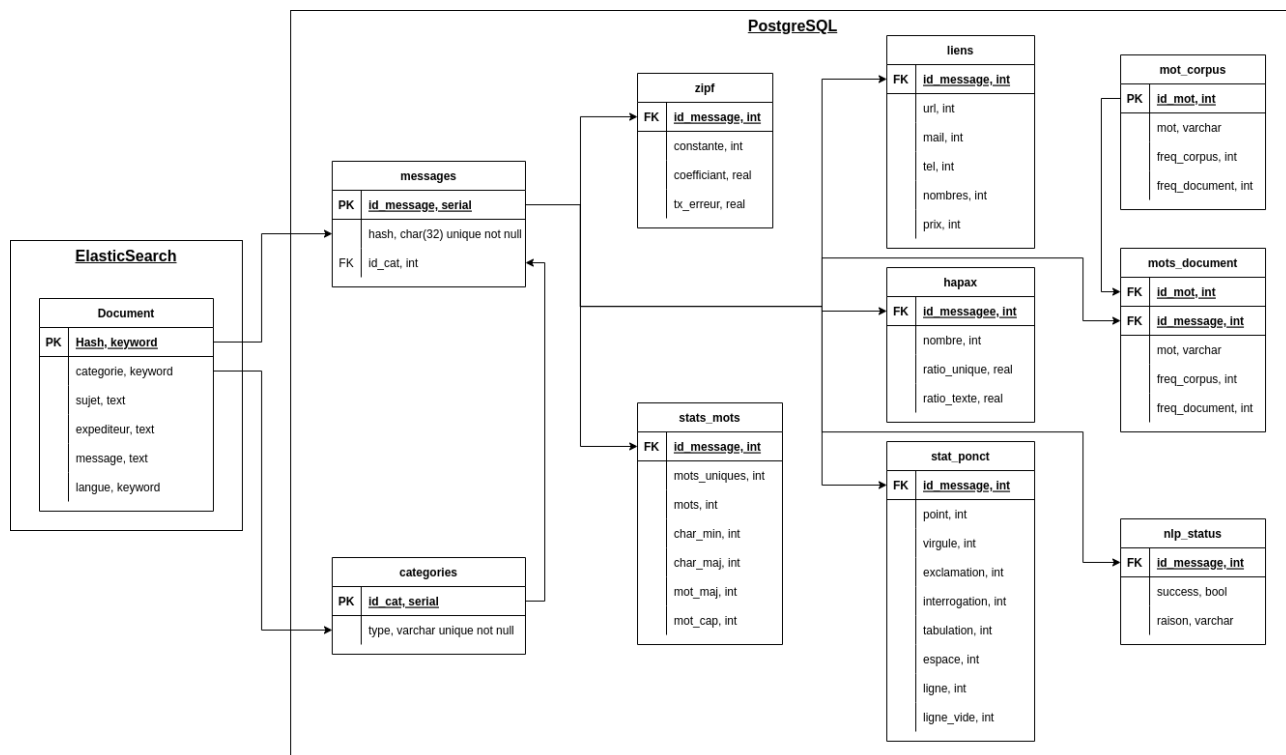 PostgreSQL
ElasticSearch
Document
PK Hash, keyword
categorie, keyword
sujet, text
expediteur, text
message, text
langue, keyword
messages
PK id_message, serial
hash, char(32) unique not null
FK id_cat, int
categories
PK id_cat, serial
type, varchar unique not null
zipf
FK id_message, int
constante, int
coefficiant, real
tx_erreur, real
stats_mots
FK id_message, int
mots_uniques, int
mots, int
char_min, int
char_maj, int
mot_maj, int
mot_cap, int
liens
FK id_message, int
url, int
mail, int
tel, int
nombres, int
prix, int
hapax
FK id_messagee, int
nombre, int
ratio_unique, real
ratio_texte, real
stat_ponct
FK id_message, int
point, int
virgule, int
exclamation, int
interrogation, int
tabulation, int
espace, int
ligne, int
ligne_vide, int
mot_corpus
PK id_mot, int
mot, varchar
freq_corpus, int
freq_document, int
mots_document
FK id_mot, int
FK id_message, int
mot, varchar
freq_corpus, int
freq_document, int
nlp_status
FK id_message, int
success, bool
raison, varchar